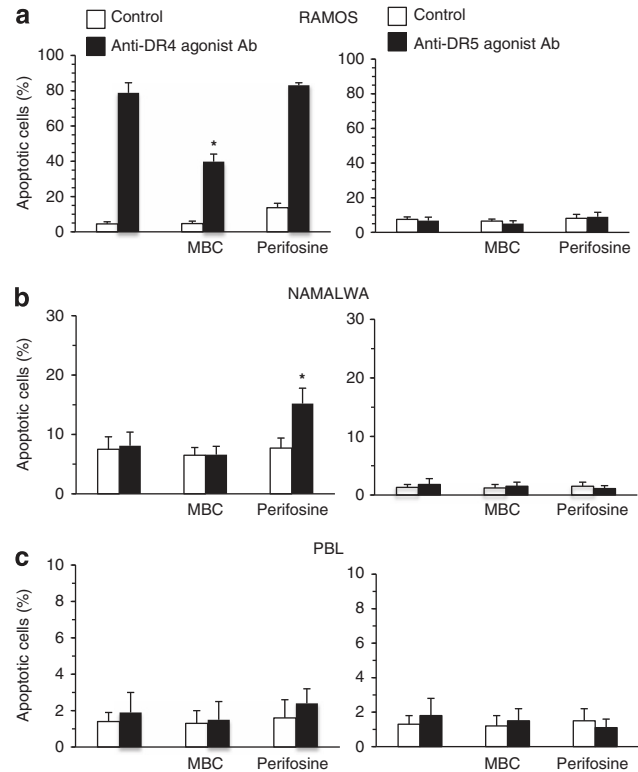 a
Control
Anti-DR4 agonist Ab
RAMOS
Control
Anti-DR5 agonist Ab
Apoptotic cells (%)
100
80
60
40
20
0
*
MBC
Perifosine
100
80
60
40
20
0
MBC
Perifosine
b
NAMALWA
Apoptotic cells (%)
30
20
10
0
*
MBC
Perifosine
30
20
10
0
MBC
Perifosine
c
PBL
Apoptotic cells (%)
10
8
6
4
2
0
MBC
Perifosine
10
8
6
4
2
0
MBC
Perifosine